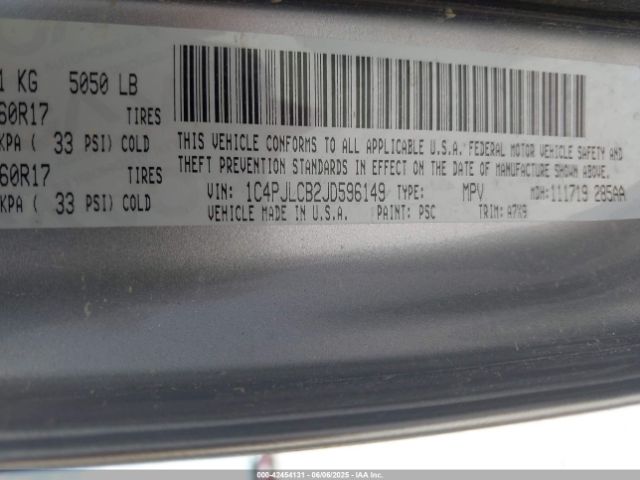 1 KG 5050 LB
60R17 TIRES
KPA ( 33 PSI) COLD
60R17 TIRES
KPA ( 33 PSI) COLD
THIS VEHICLE CONFORMS TO ALL APPLICABLE U.S.A. FEDERAL MOTOR VEHICLE SAFETY AND
THEFT PREVENTION STANDARDS IN EFFECT ON THE DATE OF MANUFACTURE SHOWN ABOVE.
VIN: 1C4PJLCB2JD596149 TYPE: MPV MDH: 111719 285AA
VEHICLE MADE IN U.S.A. PAINT: PSC TRIM: A7X9
000-42454131 - 06/06/2025 - IAAI.COM